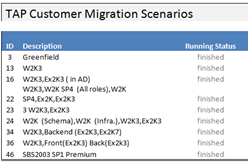 TAP Customer Migration Scenarios
ID Description Running Status
3 Greenfield finished
13 W2K3 finished
16 W2K3,Ex2K3 ( in AD) finished
W2K3,W2K SP4 (All roles),W2K
22 SP4,Ex2K,Ex2K3 finished
23 3 W2K3,Ex2K3 finished
24 W2K (Schema),W2K (Infra.),W2K3,Ex2K3 finished
34 W2K3,Backend (Ex2K3,Ex2K7) finished
36 W2K3,Front(Ex2K3) Back(Ex2K3) finished
46 SBS2003 SP1 Premium finished